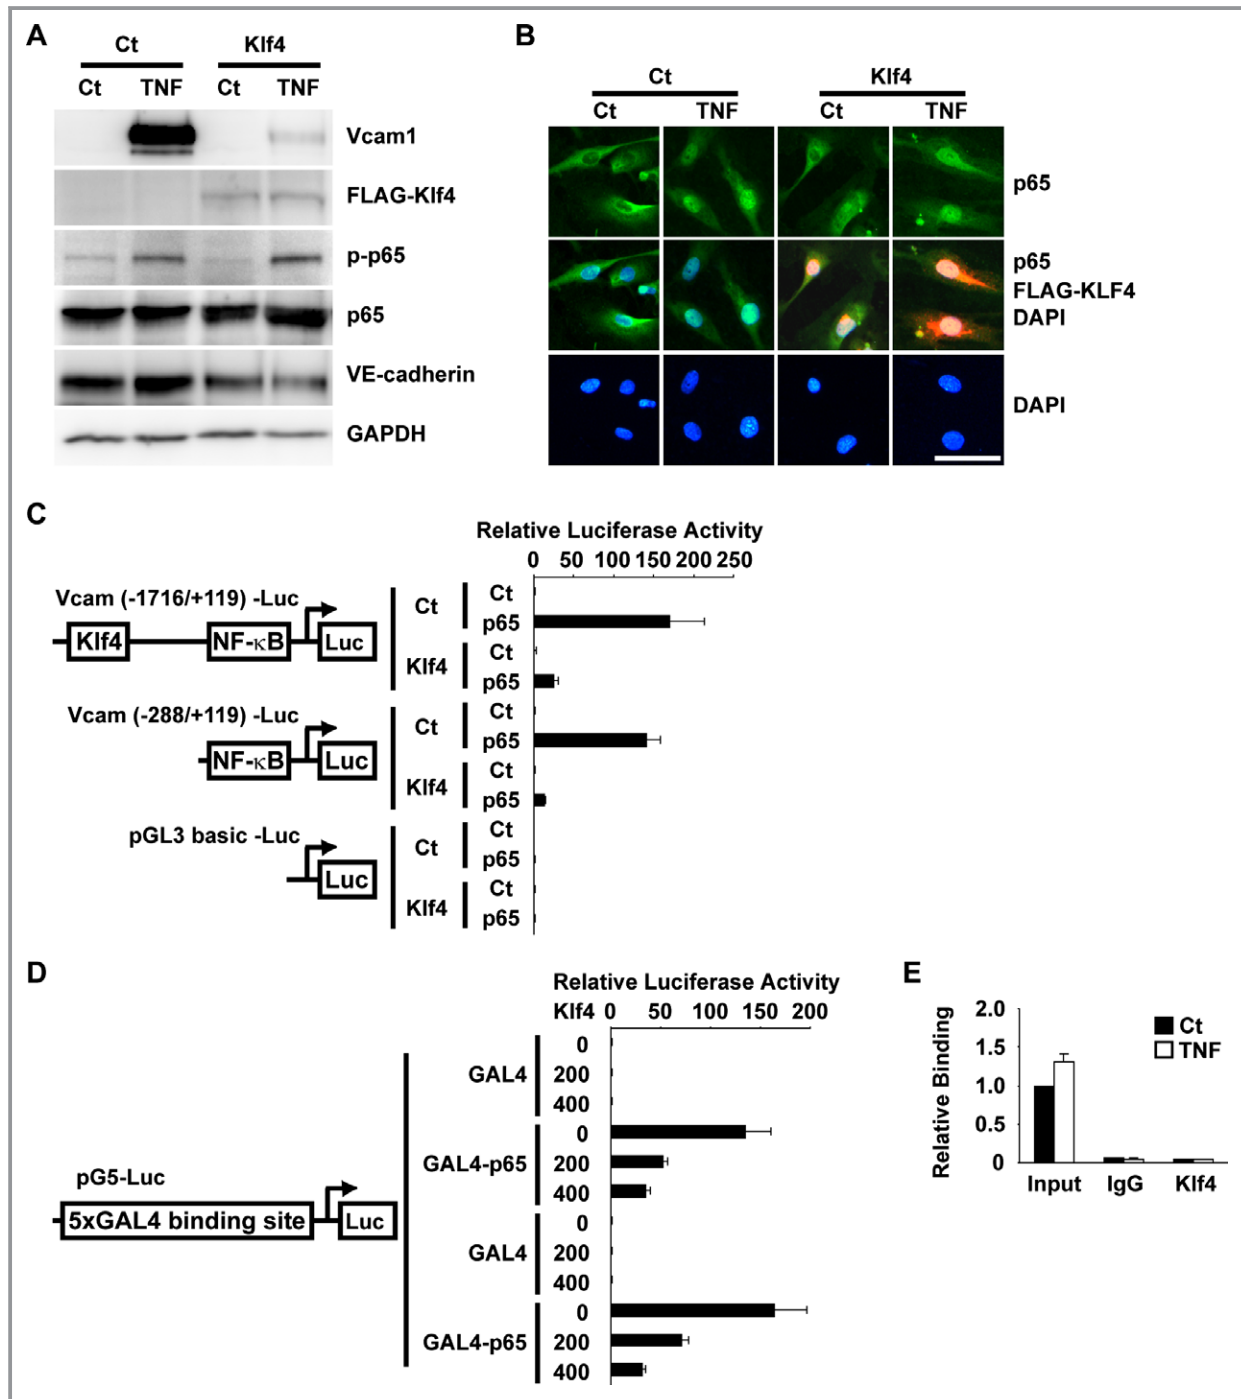 A
Ct Klf4
Ct TNF Ct TNF
Vcam1
FLAG-Klf4
p-p65
p65
VE-cadherin
GAPDH
B
Ct Klf4
Ct TNF Ct TNF
p65
p65
FLAG-KLF4
DAPI
DAPI
C
Relative Luciferase Activity
0 50 100 150 200 250
Vcam (-1716/+119) -Luc
Klf4 NF-κB Luc
Ct
Ct
p65
Klf4
Ct
p65
Vcam (-288/+119) -Luc
NF-κB Luc
Ct
Ct
p65
Klf4
Ct
p65
pGL3 basic -Luc
Luc
Ct
Ct
p65
Klf4
Ct
p65
D
Relative Luciferase Activity
Klf4 0 50 100 150 200
pG5-Luc
5xGAL4 binding site Luc
GAL4
0
200
400
GAL4-p65
0
200
400
GAL4
0
200
400
GAL4-p65
0
200
400
E
Relative Binding
2.0
1.5
1.0
0.5
0
Ct
TNF
Input IgG Klf4